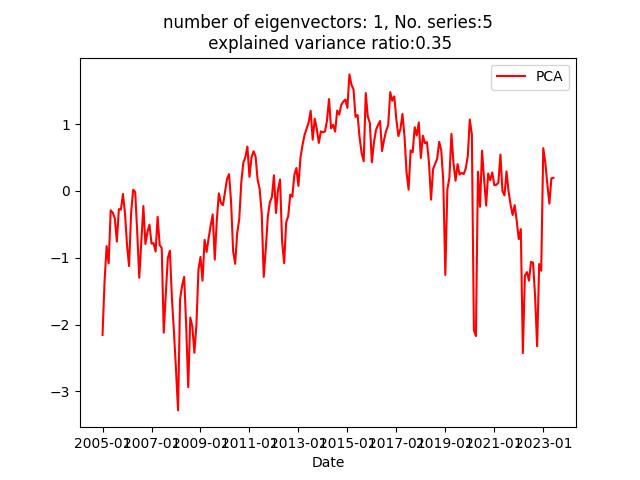 number of eigenvectors: 1, No. series:5
explained variance ratio:0.35
PCA
1
0
−1
−2
−3
2005-01 2007-01 2009-01 2011-01 2013-01 2015-01 2017-01 2019-01 2021-01 2023-01
Date